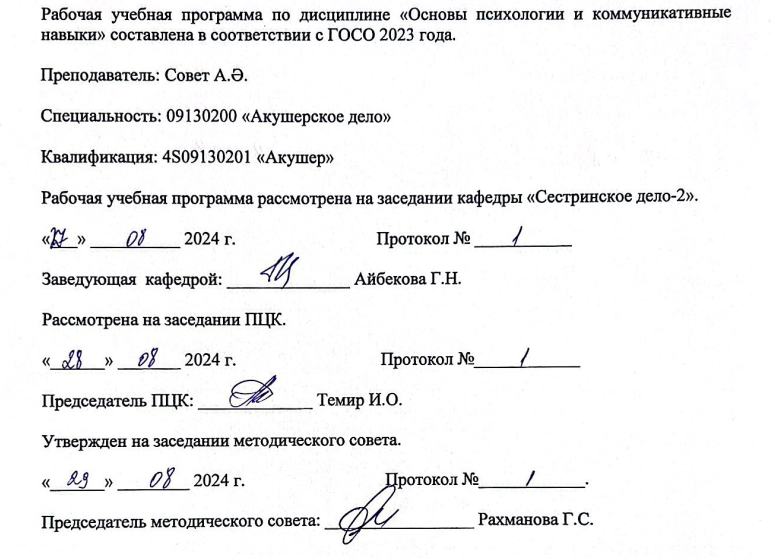 Рабочая учебная программа по дисциплине «Основы психологии и коммуникативные
навыки» составлена в соответствии с ГОСО 2023 года.
Преподаватель: Совет А.Ә.
Специальность: 09130200 «Акушерское дело»
Квалификация: 4S09130201 «Акушер»
Рабочая учебная программа рассмотрена на заседании кафедры «Сестринское дело-2».
«27» 08 2024 г. Протокол № 1
Заведующая кафедрой: Айбекова Г.Н.
Рассмотрена на заседании ПЦК.
«28» 08 2024 г. Протокол № 1
Председатель ПЦК: Темир И.О.
Утвержден на заседании методического совета.
«29» 08 2024 г. Протокол № 1.
Председатель методического совета: Рахманова Г.С.